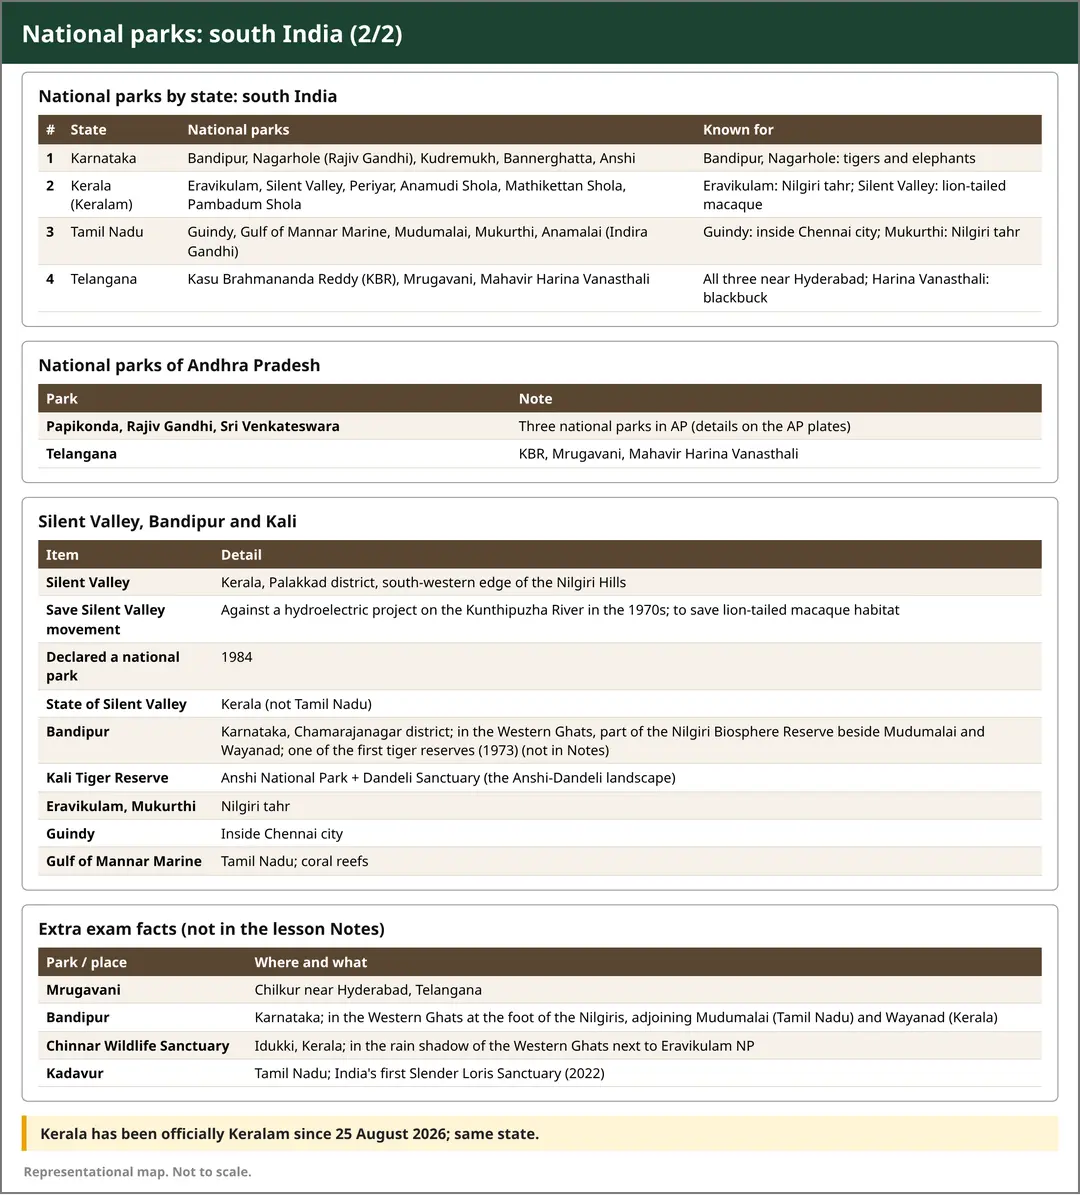 National parks: south India (2/2)
National parks by state: south India
# State National parks Known for
1 Karnataka Bandipur, Nagarhole (Rajiv Gandhi), Kudremukh, Bannerghatta, Anshi Bandipur, Nagarhole: tigers and elephants
2 Kerala Eravikulam, Silent Valley, Periyar, Anamudi Shola, Mathikettan Shola, Eravikulam: Nilgiri tahr; Silent Valley: lion-tailed
(Keralam) Pambadum Shola macaque
3 Tamil Nadu Guindy, Gulf of Mannar Marine, Mudumalai, Mukurthi, Anamalai (Indira Guindy: inside Chennai city; Mukurthi: Nilgiri tahr
Gandhi)
4 Telangana Kasu Brahmananda Reddy (KBR), Mrugavani, Mahavir Harina Vanasthali All three near Hyderabad; Harina Vanasthali:
blackbuck
National parks of Andhra Pradesh
Park Note
Papikonda, Rajiv Gandhi, Sri Venkateswara Three national parks in AP (details on the AP plates)
Telangana KBR, Mrugavani, Mahavir Harina Vanasthali
Silent Valley, Bandipur and Kali
Item Detail
Silent Valley Kerala, Palakkad district, south-western edge of the Nilgiri Hills
Save Silent Valley Against a hydroelectric project on the Kunthipuzha River in the 1970s; to save lion-tailed macaque habitat
movement
Declared a national 1984
park
State of Silent Valley Kerala (not Tamil Nadu)
Bandipur Karnataka, Chamarajanagar district; in the Western Ghats, part of the Nilgiri Biosphere Reserve beside Mudumalai and
Wayanad; one of the first tiger reserves (1973) (not in Notes)
Kali Tiger Reserve Anshi National Park + Dandeli Sanctuary (the Anshi-Dandeli landscape)
Eravikulam, Mukurthi Nilgiri tahr
Guindy Inside Chennai city
Gulf of Mannar Marine Tamil Nadu; coral reefs
Extra exam facts (not in the lesson Notes)
Park / place Where and what
Mrugavani Chilkur near Hyderabad, Telangana
Bandipur Karnataka; in the Western Ghats at the foot of the Nilgiris, adjoining Mudumalai (Tamil Nadu) and Wayanad (Kerala)
Chinnar Wildlife Sanctuary Idukki, Kerala; in the rain shadow of the Western Ghats next to Eravikulam NP
Kadavur Tamil Nadu; India's first Slender Loris Sanctuary (2022)
Kerala has been officially Keralam since 25 August 2026; same state.
Representational map. Not to scale.